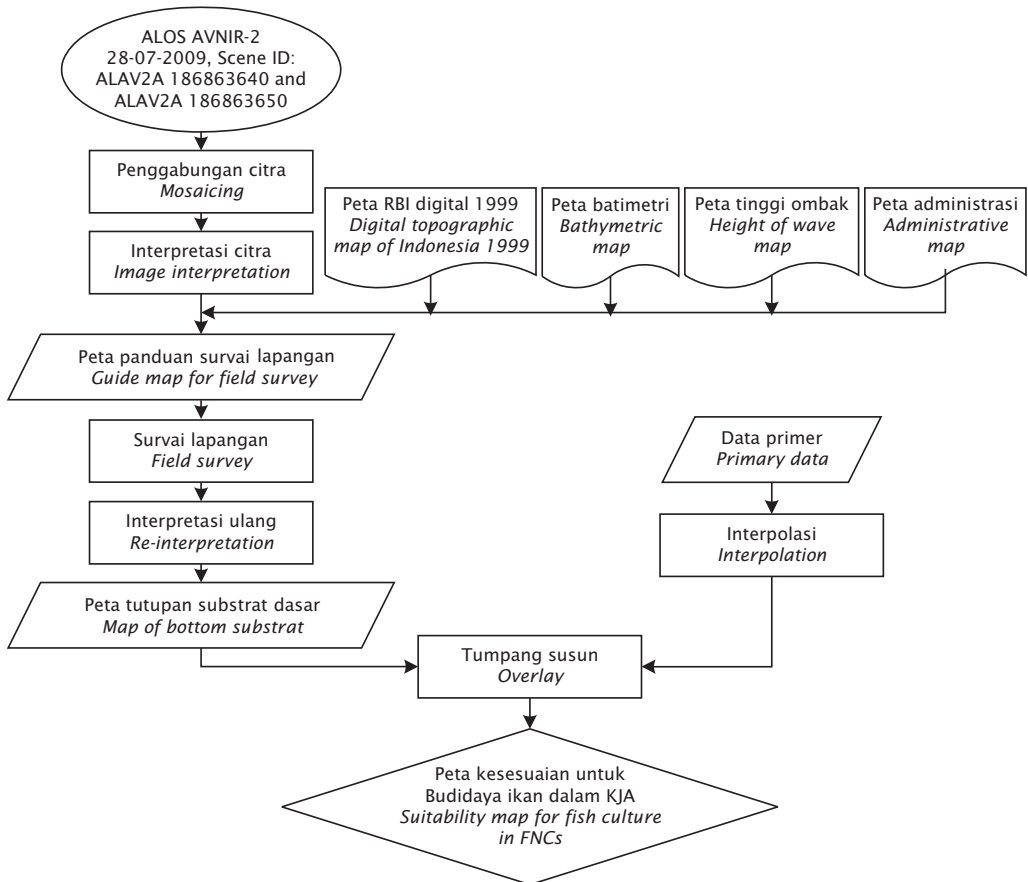 ALOS AVNIR-2
28-07-2009, Scene ID:
ALAV2A 186863640 and
ALAV2A 186863650
Penggabungan citra
Mosaicing
Interpretasi citra
Image interpretation
Peta RBI digital 1999
Digital topographic
map of Indonesia 1999
Peta batimetri
Bathymetric
map
Peta tinggi ombak
Height of wave
map
Peta administrasi
Administrative
map
Peta panduan survai lapangan
Guide map for field survey
Survai lapangan
Field survey
Interpretasi ulang
Re-interpretation
Peta tutupan substrat dasar
Map of bottom substrat
Data primer
Primary data
Interpolasi
Interpolation
Tumpang susun
Overlay
Peta kesesuaian untuk
Budidaya ikan dalam KJA
Suitability map for fish culture
in FNCs